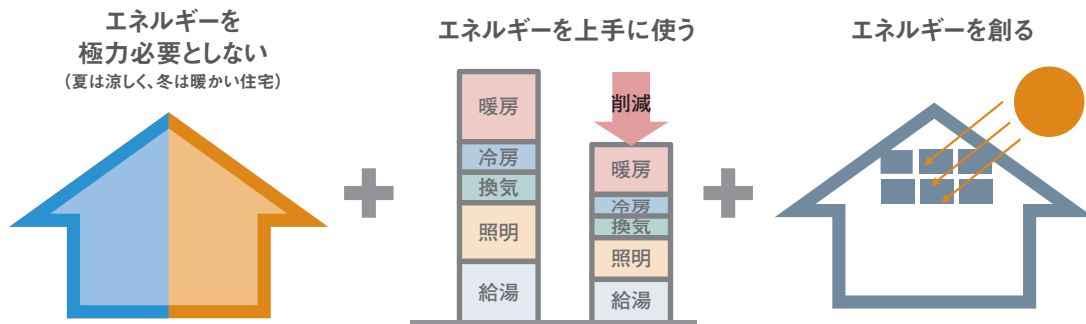 エネルギーを
極力必要としない
(夏は涼しく、冬は暖かい住宅)
エネルギーを上手に使う
暖房
冷房
換気
照明
給湯
削減
暖房
冷房
換気
照明
給湯
エネルギーを創る